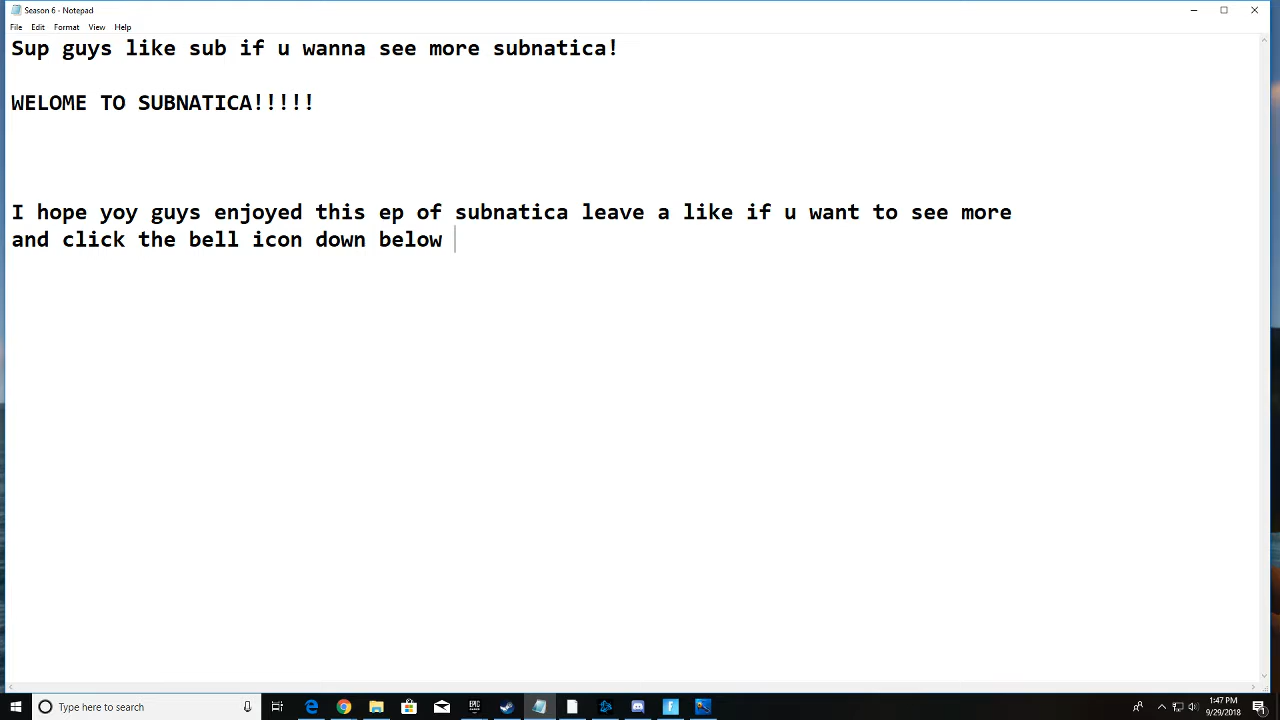 Season 6 - Notepad
File Edit Format View Help
Sup guys like sub if u wanna see more subnatica!
WELOME TO SUBNATICA!!!!!
I hope yoy guys enjoyed this ep of subnatica leave a like if u want to see more
and click the bell icon down below
Type here to search
EPIC
1:47 PM
9/29/2018